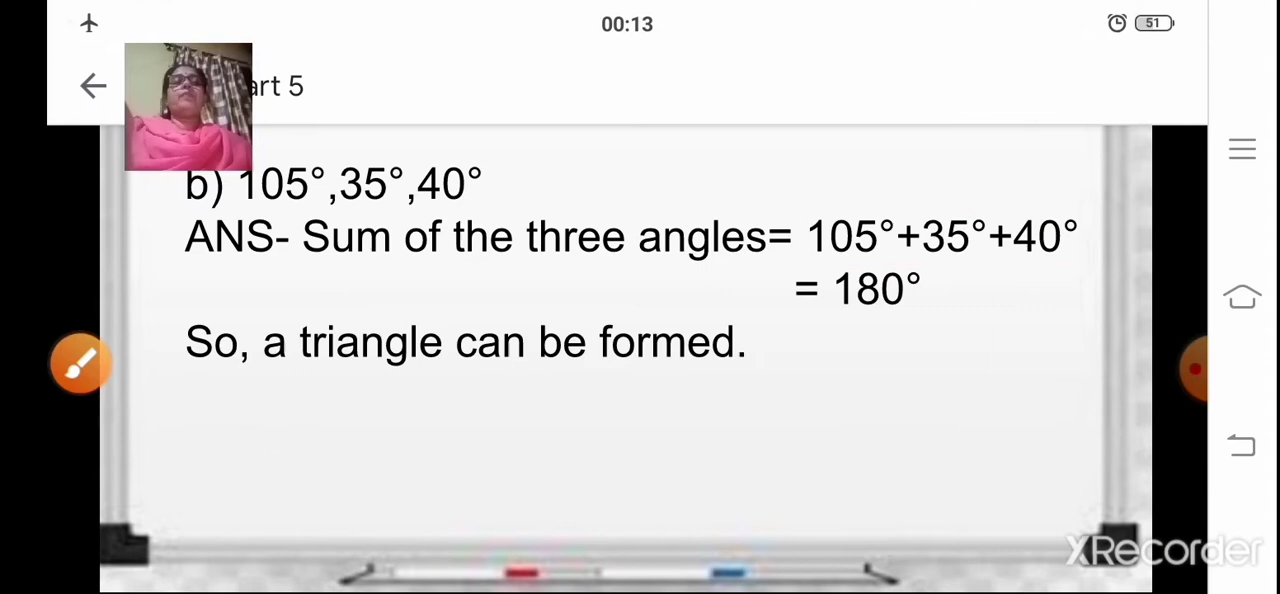 00:13
51
art 5
b) 105°,35°,40°
ANS- Sum of the three angles= 105°+35°+40°
= 180°
So, a triangle can be formed.
XRecorder